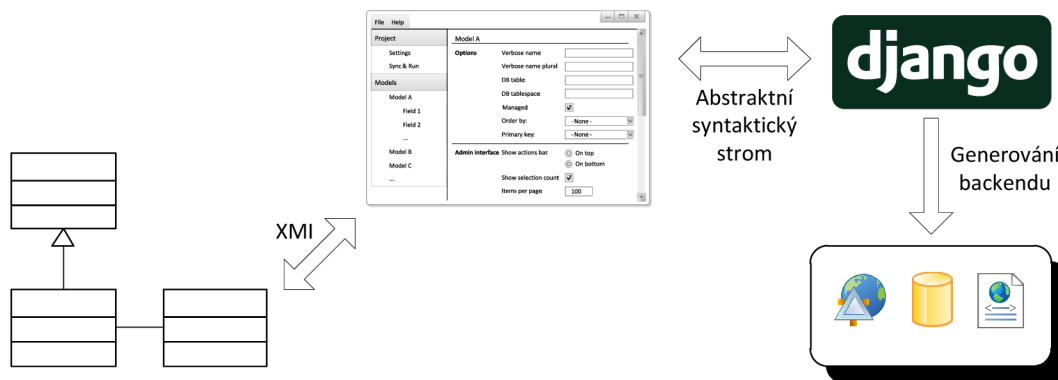 File Help
Project
Settings
Sync & Run
Models
Model A
Field 1
Field 2
...
Model B
Model C
...
Model A
Options
Verbose name
Verbose name plural
DB table:
DB tablespace
Managed
Order by:
- None -
Primary key:
- None -
Admin interface
Show actions bat
On top
On bottom
Show selection count
Items per page
100
XMI
Abstraktní
syntaktický
strom
django
Generování
backendu